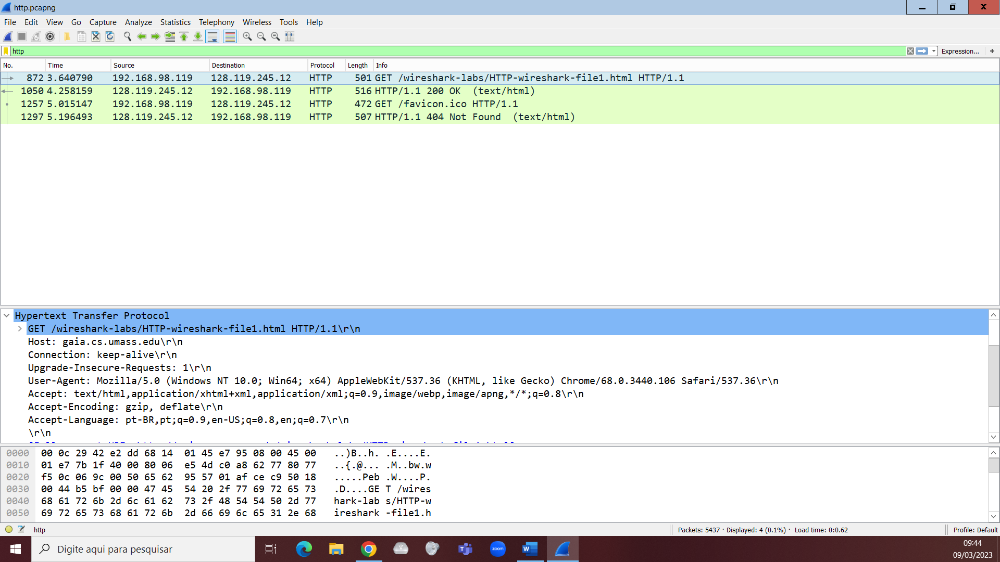 http.pcapng
File Edit View Go Capture Analyze Statistics Telephony Wireless Tools Help
http Expression... +
No. Time Source Destination Protocol Length Info
872 3.640790 192.168.98.119 128.119.245.12 HTTP 501 GET /wireshark-labs/HTTP-wireshark-file1.html HTTP/1.1
1050 4.258159 128.119.245.12 192.168.98.119 HTTP 516 HTTP/1.1 200 OK (text/html)
1257 5.015147 192.168.98.119 128.119.245.12 HTTP 472 GET /favicon.ico HTTP/1.1
1297 5.196493 128.119.245.12 192.168.98.119 HTTP 507 HTTP/1.1 404 Not Found (text/html)
Hypertext Transfer Protocol
GET /wireshark-labs/HTTP-wireshark-file1.html HTTP/1.1\r\n
Host: gaia.cs.umass.edu\r\n
Connection: keep-alive\r\n
Upgrade-Insecure-Requests: 1\r\n
User-Agent: Mozilla/5.0 (Windows NT 10.0; Win64; x64) AppleWebKit/537.36 (KHTML, like Gecko) Chrome/68.0.3440.106 Safari/537.36\r\n
Accept: text/html,application/xhtml+xml,application/xml;q=0.9,image/webp,image/apng,*/*;q=0.8\r\n
Accept-Encoding: gzip, deflate\r\n
Accept-Language: pt-BR,pt;q=0.9,en-US;q=0.8,en;q=0.7\r\n
\r\n
0000 00 0c 29 42 e2 dd 68 14 01 45 e7 95 08 00 45 00 ..)B..h. .E....E.
0010 01 e7 7b 1f 40 00 80 06 e5 4d c0 a8 62 77 80 77 ..{.@... .M..bw.w
0020 f5 0c 06 9c 00 50 65 62 95 57 01 af ce c9 50 18 .....Peb .W....P.
0030 00 44 b5 bf 00 00 47 45 54 20 2f 77 69 72 65 73 .D....GE T /wires
0040 68 61 72 6b 2d 6c 61 62 73 2f 48 54 54 50 2d 77 hark-lab s/HTTP-w
0050 69 72 65 73 68 61 72 6b 2d 66 69 6c 65 31 2e 68 ireshark -file1.h
http Packets: 5437 · Displayed: 4 (0.1%) · Load time: 0:0.62 Profile: Default
Digite aqui para pesquisar zoom W 09:44
09/03/2023